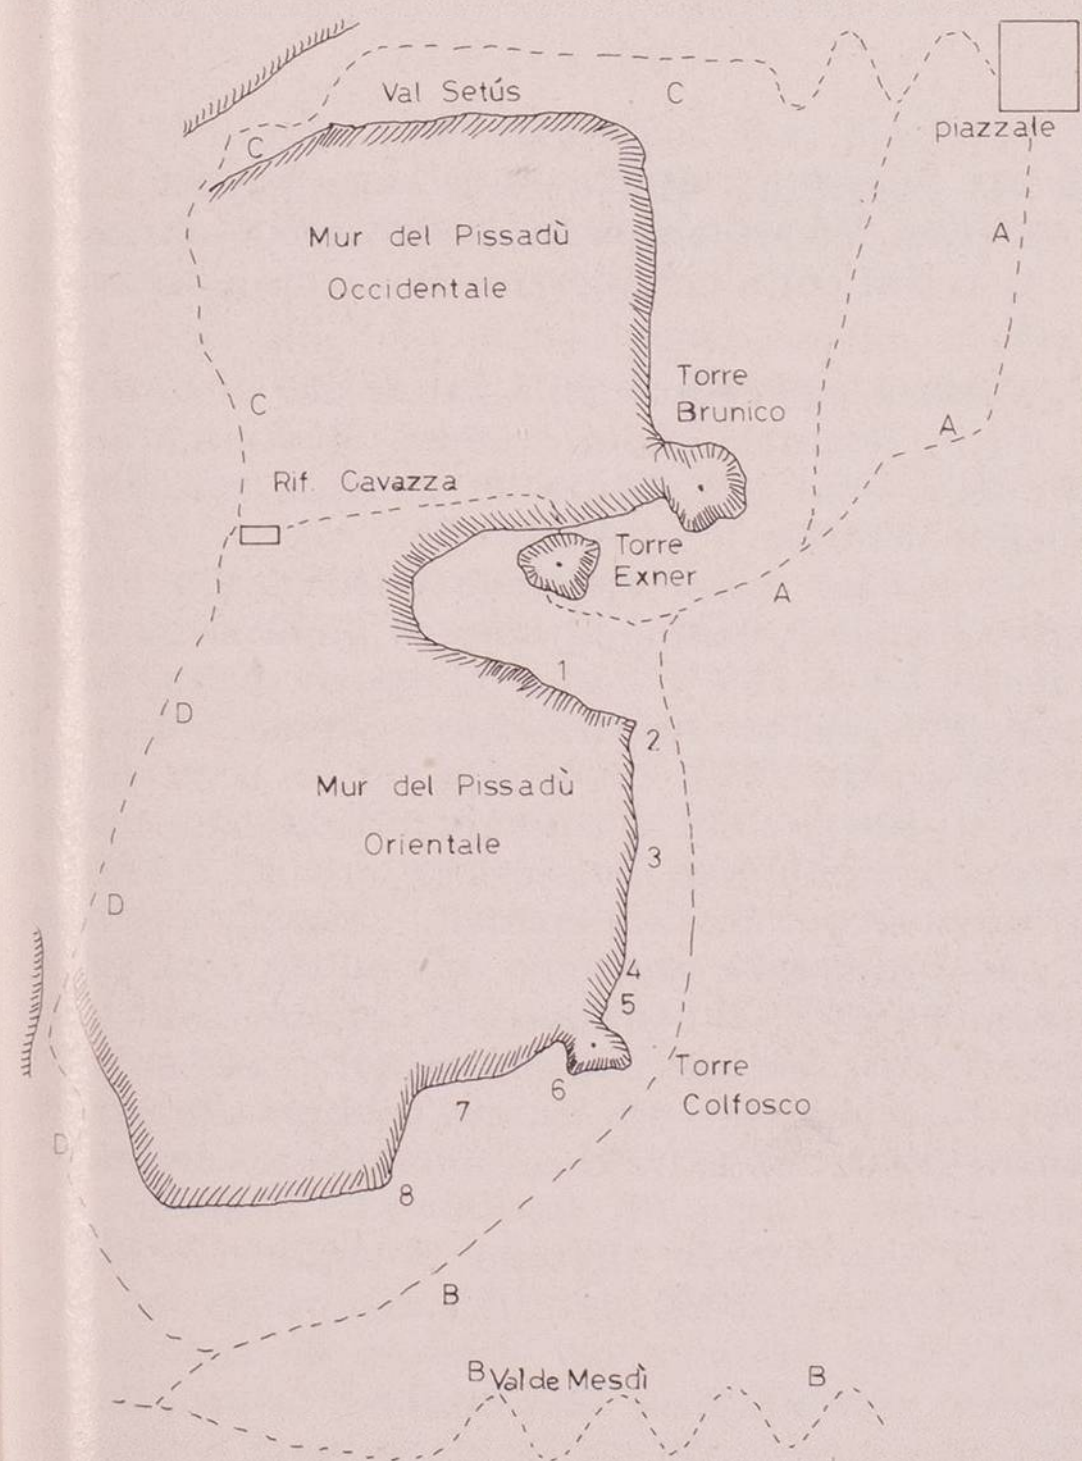 Val Setús
C
piazzale
C
Mur del Pissadù
Occidentale
A
Torre
Brunico
C
A
Rif. Cavazza
Torre
Exner
A
1
D
2
Mur del Pissadù
Orientale
3
D
4
5
Torre
Colfosco
6
7
D
8
B
B Val de Mesdì
B